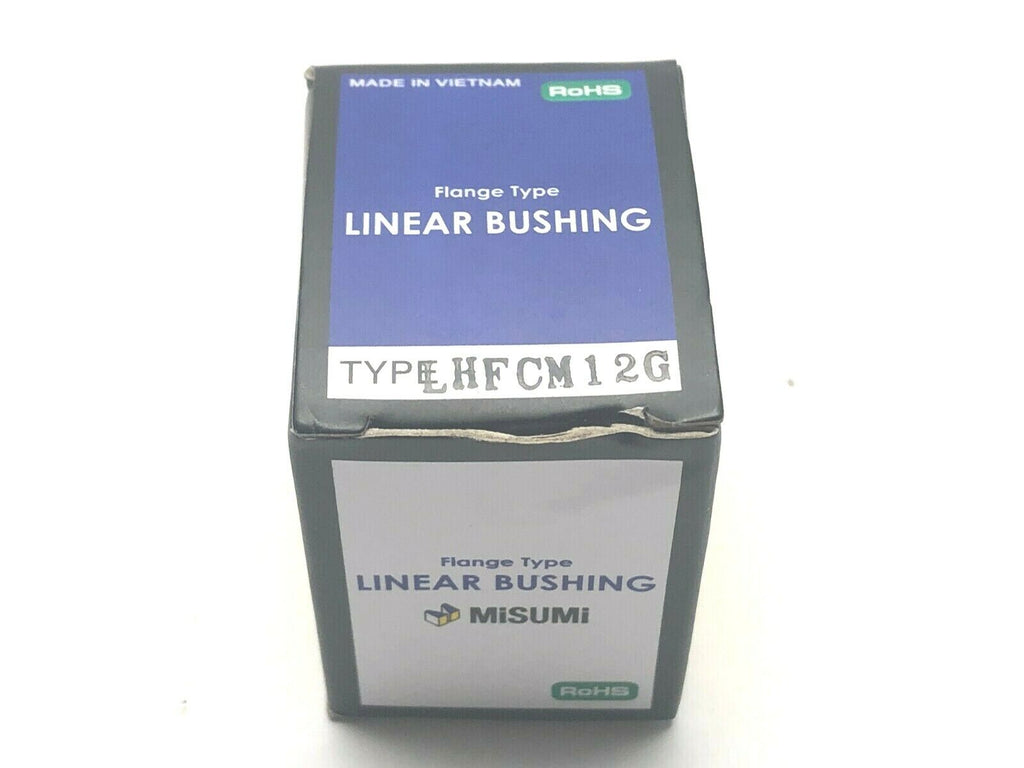 MADE IN VIETNAM RoHS
Flange Type
LINEAR BUSHING
TYPE LHFCM12G
Flange Type
LINEAR BUSHING
MiSUMi
RoHS